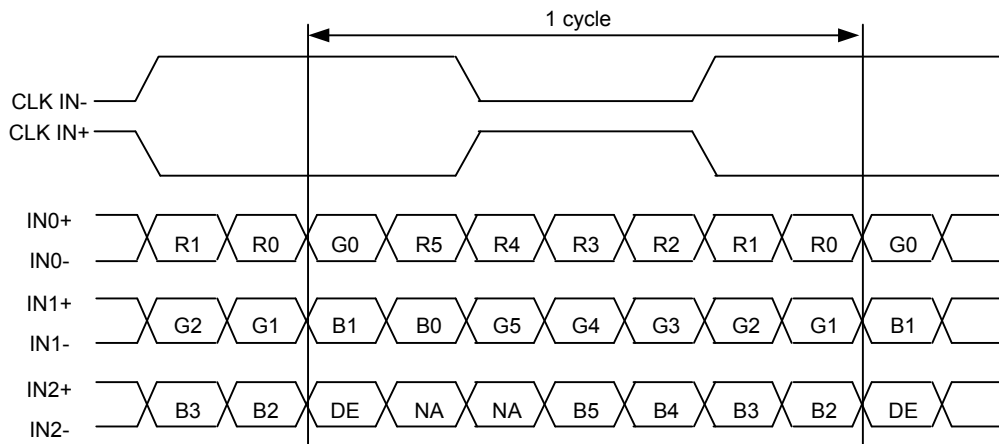 1 cycle
CLK IN-
CLK IN+
IN0+
R1 R0 G0 R5 R4 R3 R2 R1 R0 G0
IN0-
IN1+
G2 G1 B1 B0 G5 G4 G3 G2 G1 B1
IN1-
IN2+
B3 B2 DE NA NA B5 B4 B3 B2 DE
IN2-